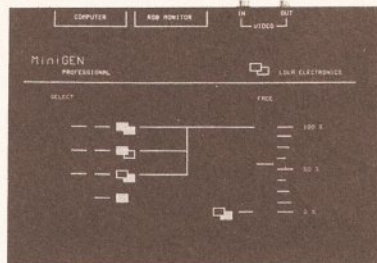 COMPUTER
RGB MONITOR
IN
OUT
VIDEO
MiniGEN
PROFESSIONAL
LOLA ELECTRONICS
SELECT
FADE
100 %
50 %
0 %